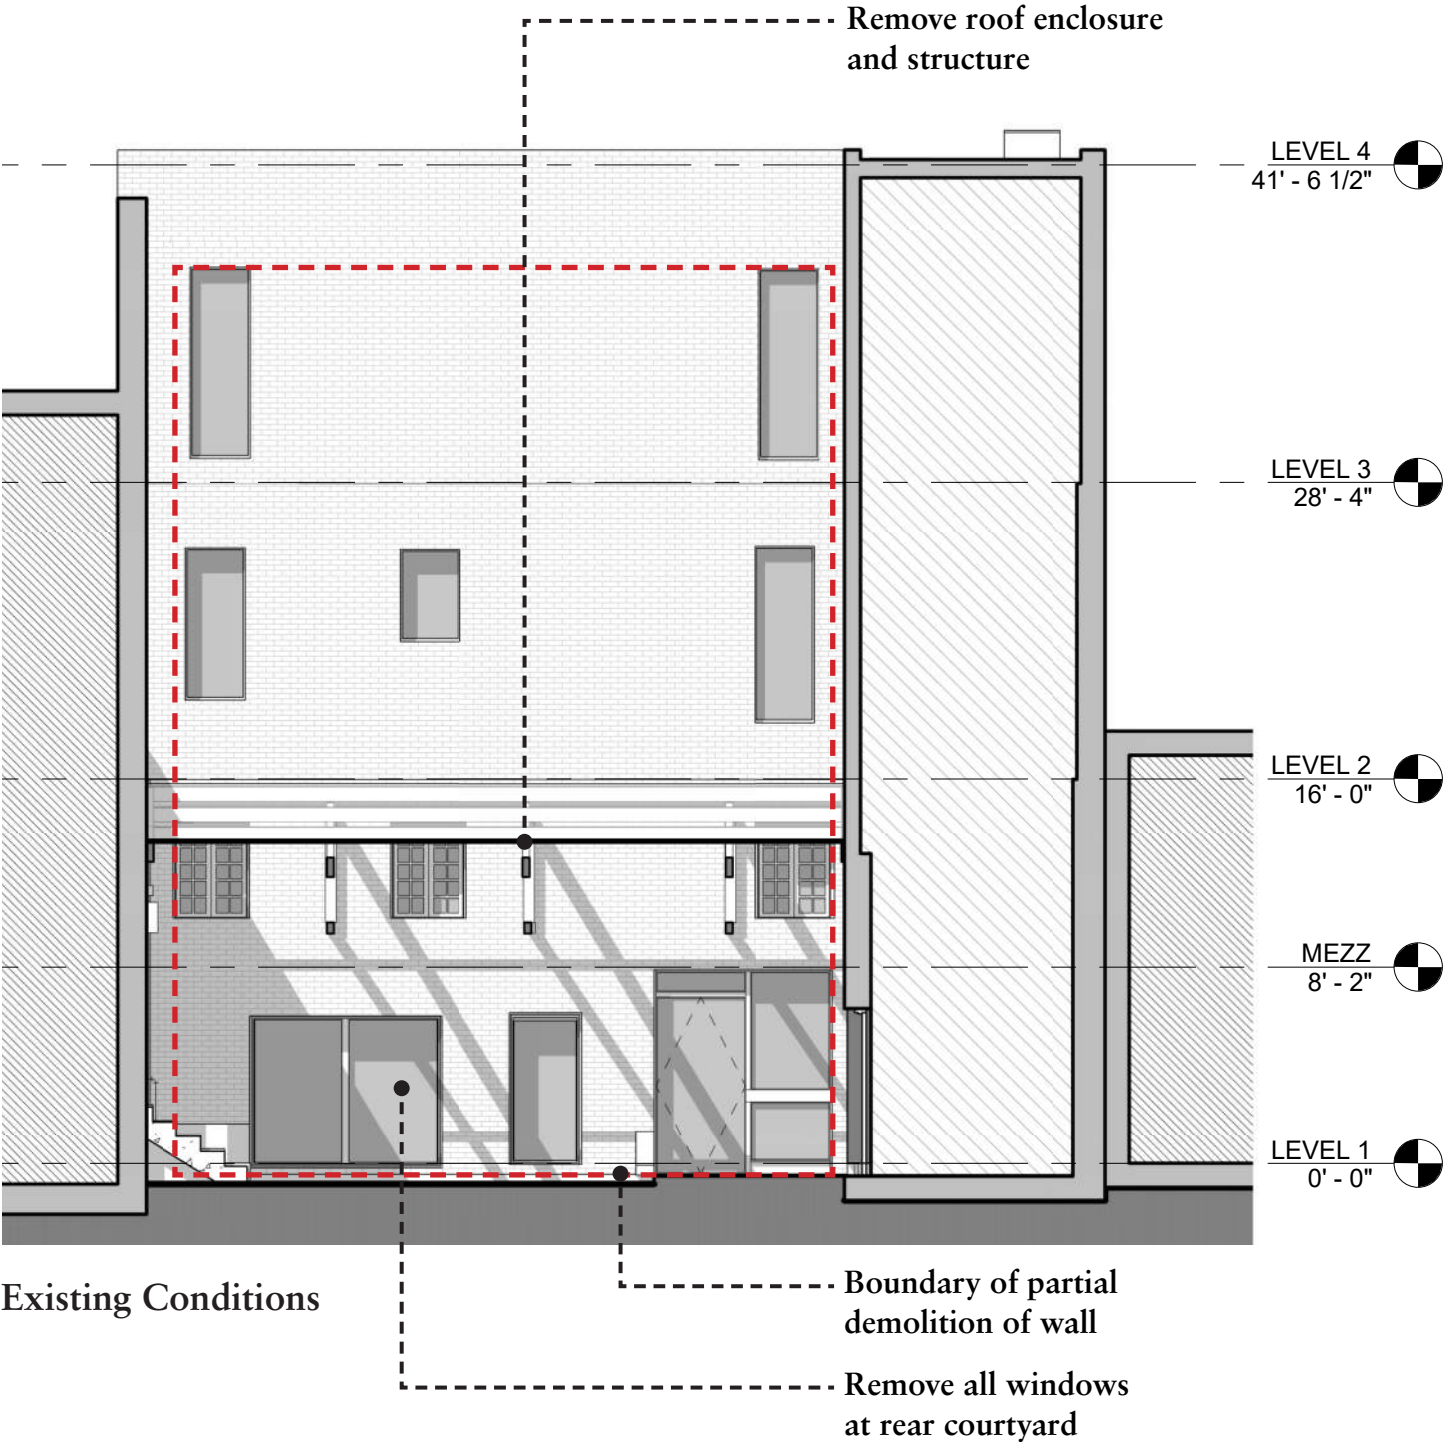 Remove roof enclosure
and structure
LEVEL 4
41' - 6 1/2"
LEVEL 3
28' - 4"
LEVEL 2
16' - 0"
MEZZ
8' - 2"
LEVEL 1
0' - 0"
Existing Conditions
Boundary of partial
demolition of wall
Remove all windows
at rear courtyard